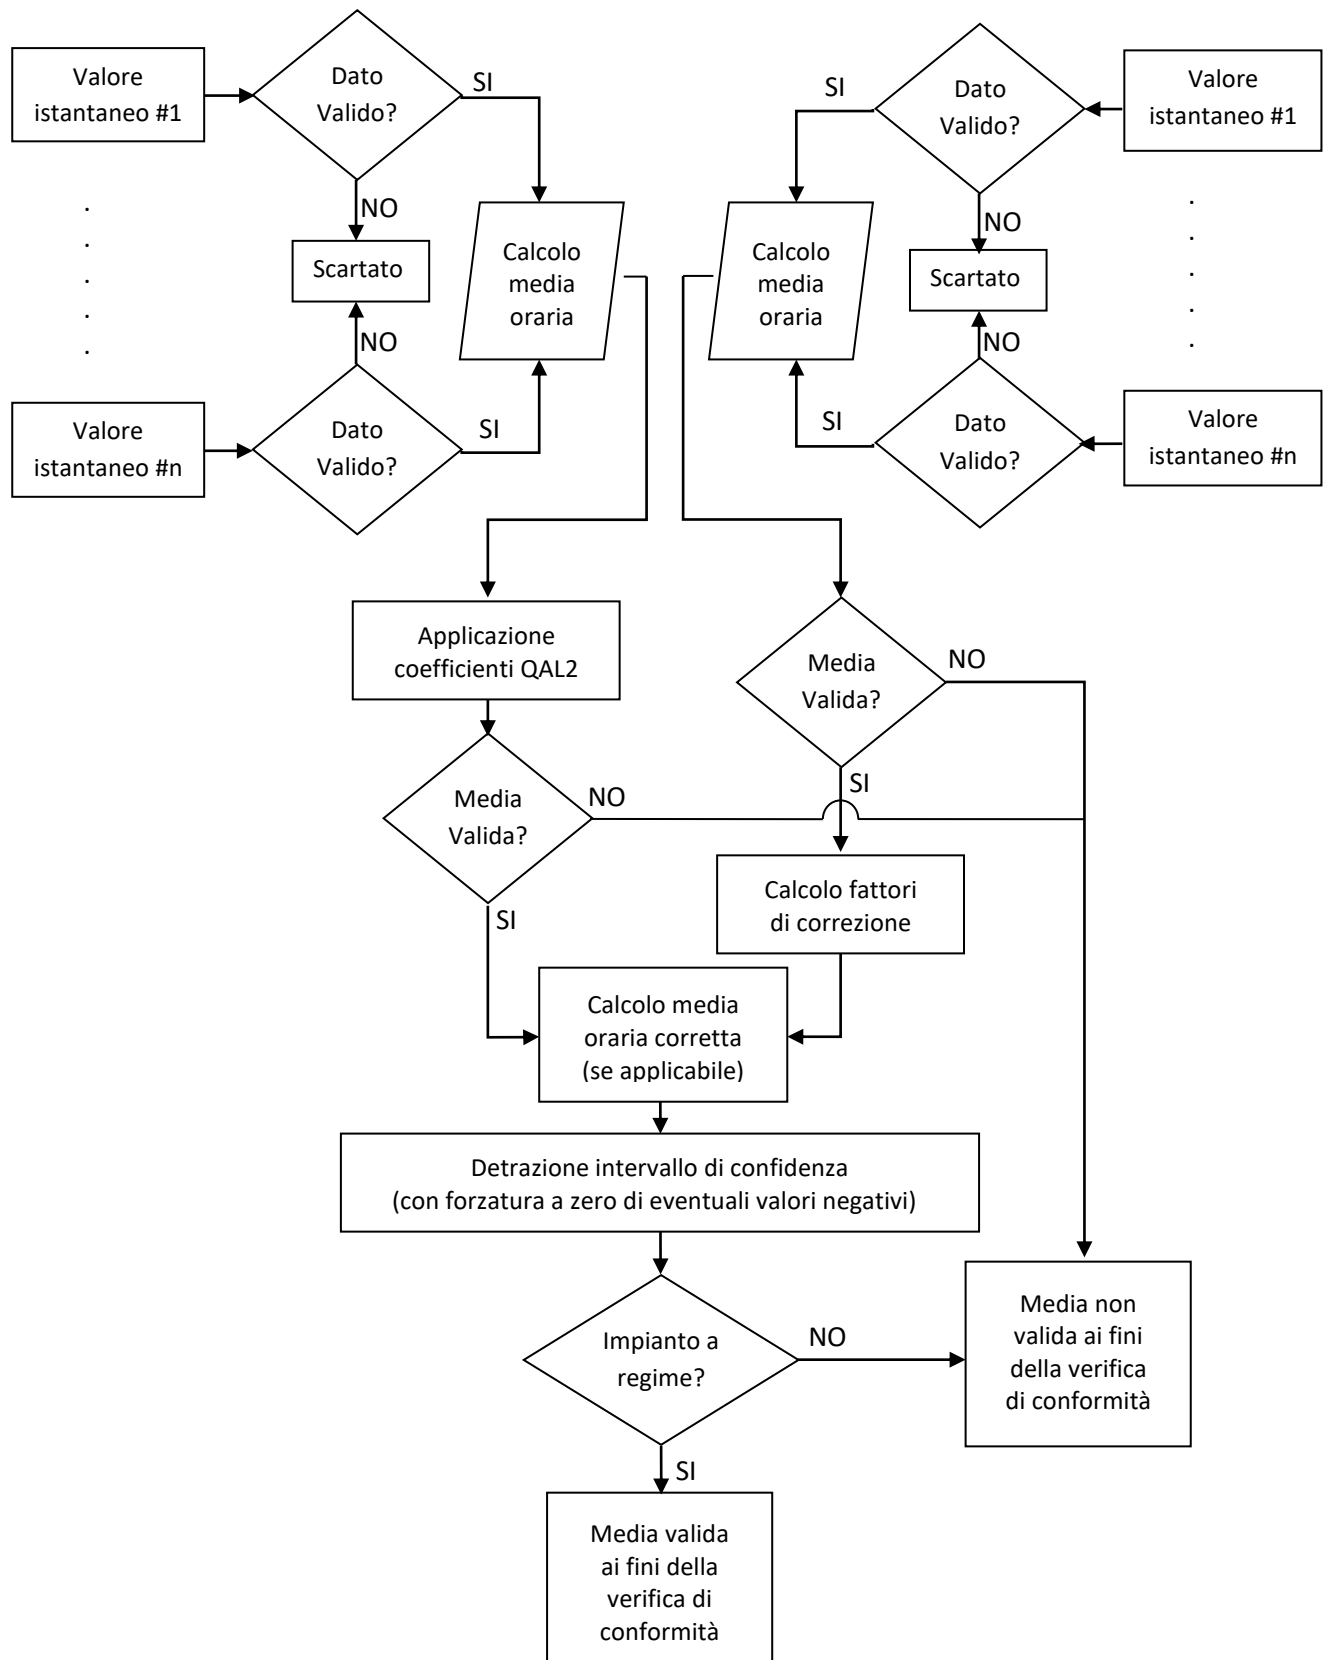 Valore
istantaneo #1
Dato
Valido?
SI
NO
Scartato
NO
Valore
istantaneo #n
Dato
Valido?
SI
Calcolo
media
oraria
SI
Dato
Valido?
Valore
istantaneo #1
NO
Scartato
NO
Calcolo
media
oraria
SI
Dato
Valido?
Valore
istantaneo #n
Applicazione
coefficienti QAL2
Media
Valida?
NO
SI
Media
Valida?
NO
SI
Calcolo fattori
di correzione
Calcolo media
oraria corretta
(se applicabile)
Detrazione intervallo di confidenza
(con forzatura a zero di eventuali valori negativi)
Impianto a
regime?
NO
Media non
valida ai fini
della verifica
di conformità
SI
Media valida
ai fini della
verifica di
conformità